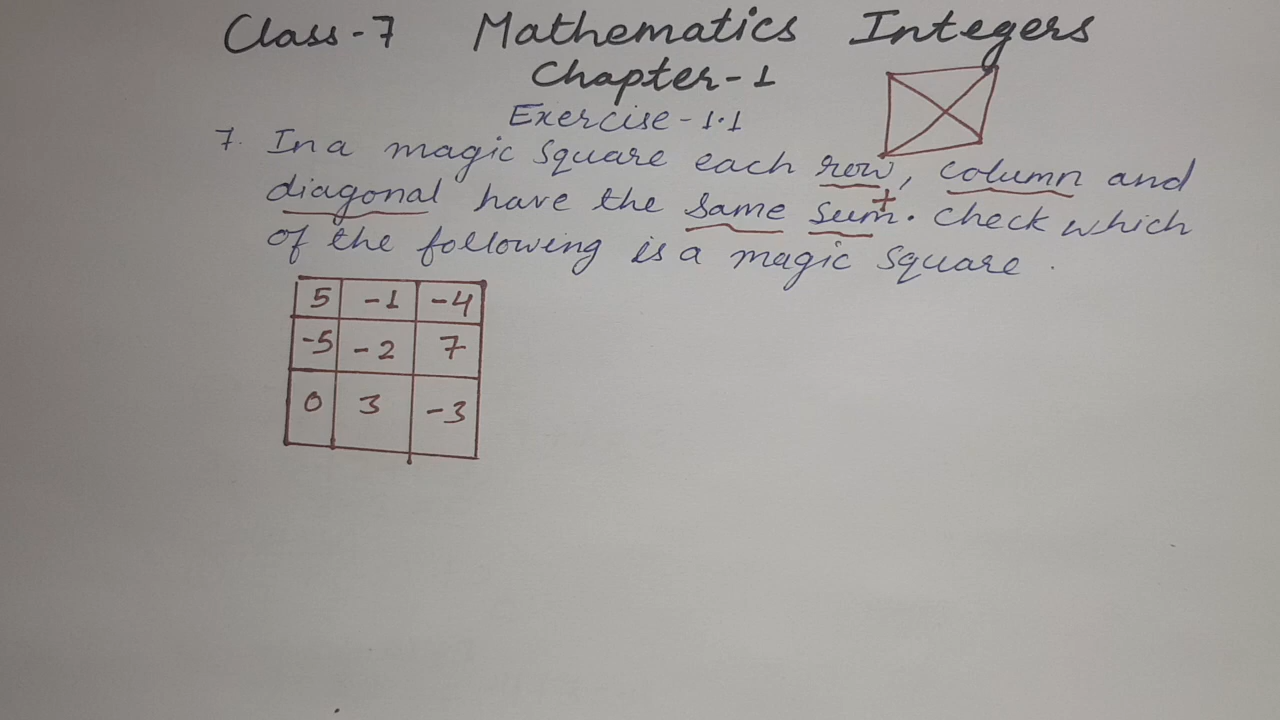 Class-7 Mathematics Integers
Chapter-1
Exercise-1.1
7. In a magic square each row, column and
diagonal have the same sum. check which
of the following is a magic square.
+
5 -1 -4
-5 -2 7
0 3 -3